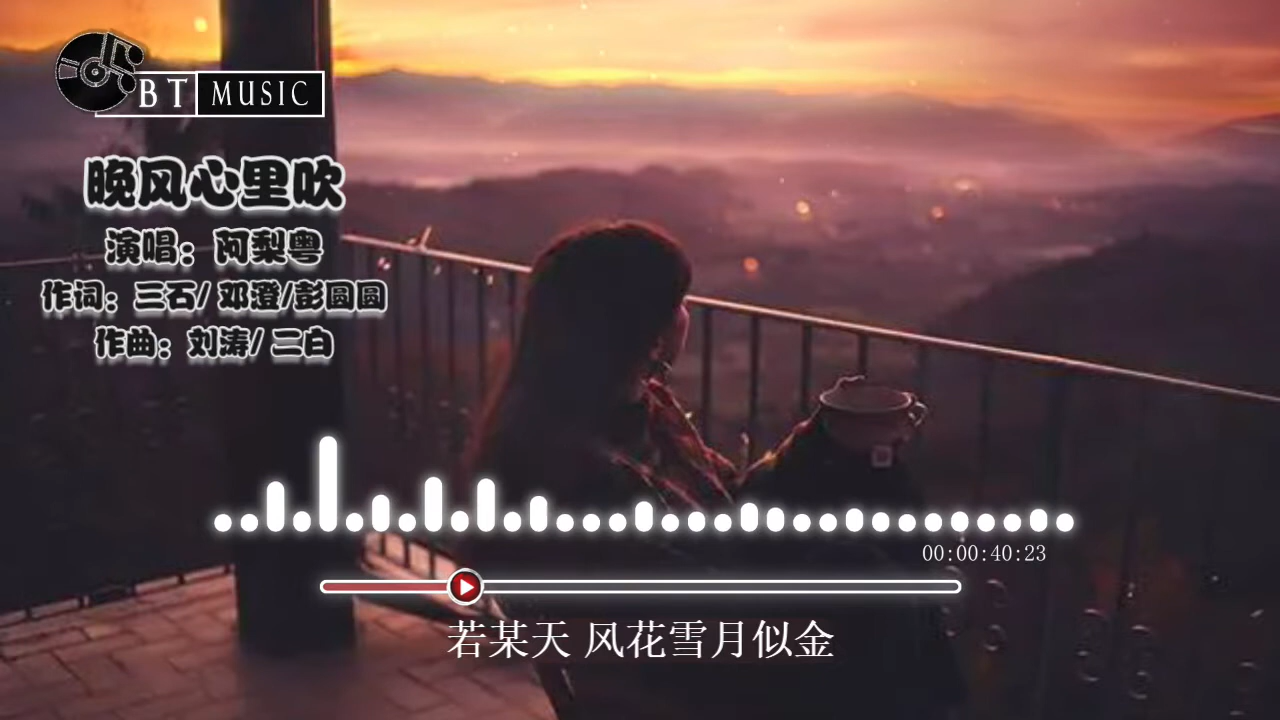 BT MUSIC
晚风心里吹
演唱：阿梨粤
作词：三石/ 邓澄/彭圆圆
作曲：刘涛/ 二白
00:00:40:23
若某天 风花雪月似金